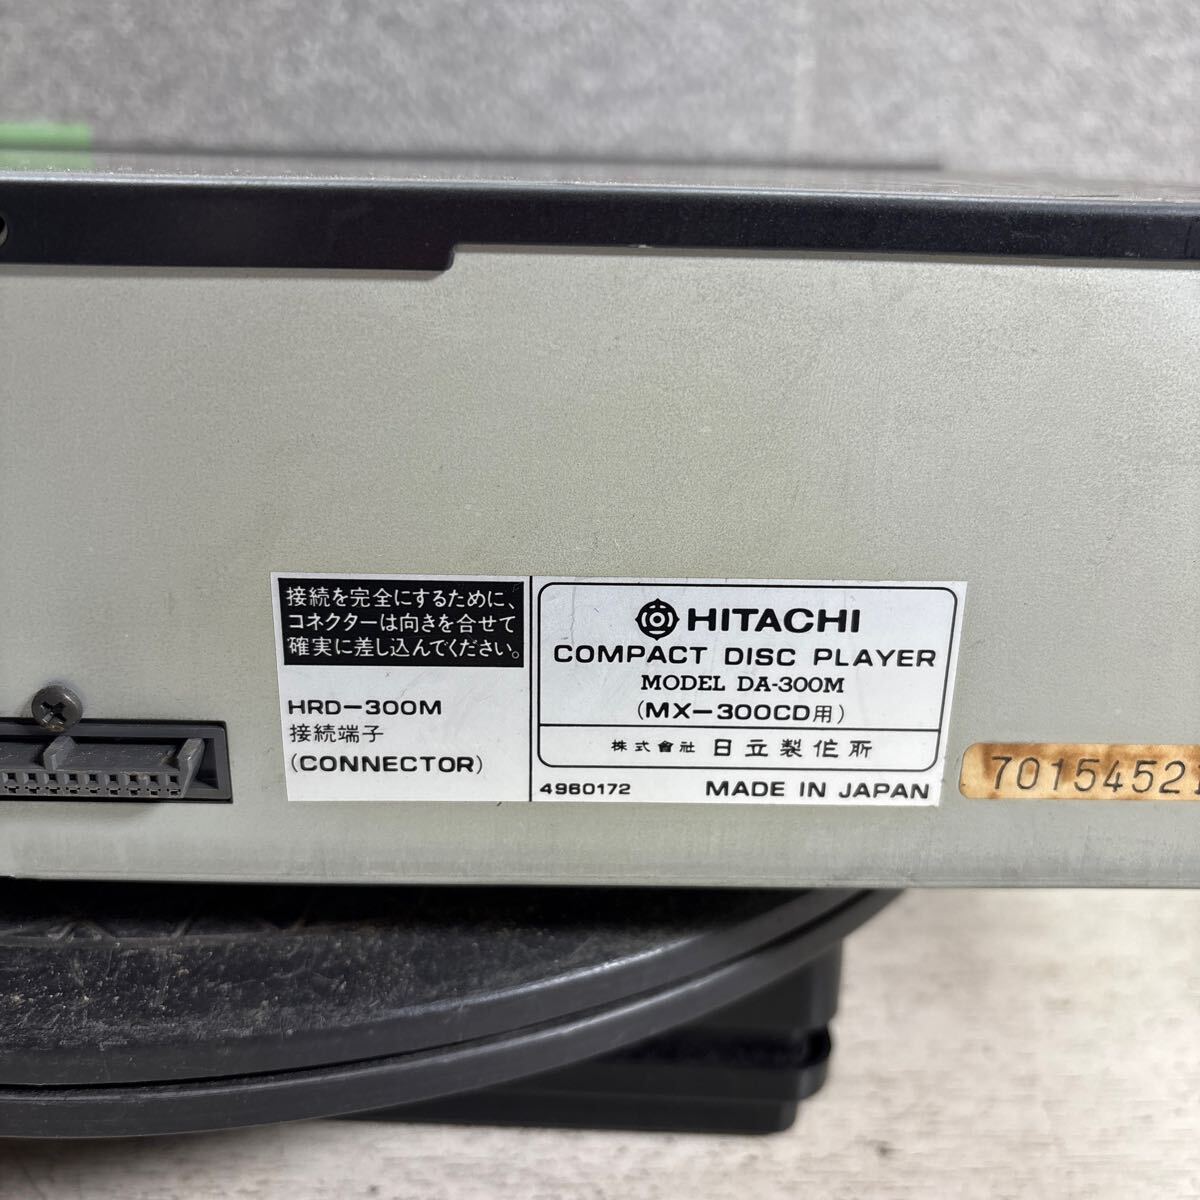 接続を完全にするために、
コネクターは向きを合せて
確実に差し込んでください。
HRD-300M
接続端子
(CONNECTOR)
HITACHI
COMPACT DISC PLAYER
MODEL DA-300M
(MX-300CD用)
株式會社 日立製作所
4960172 MADE IN JAPAN
70154521